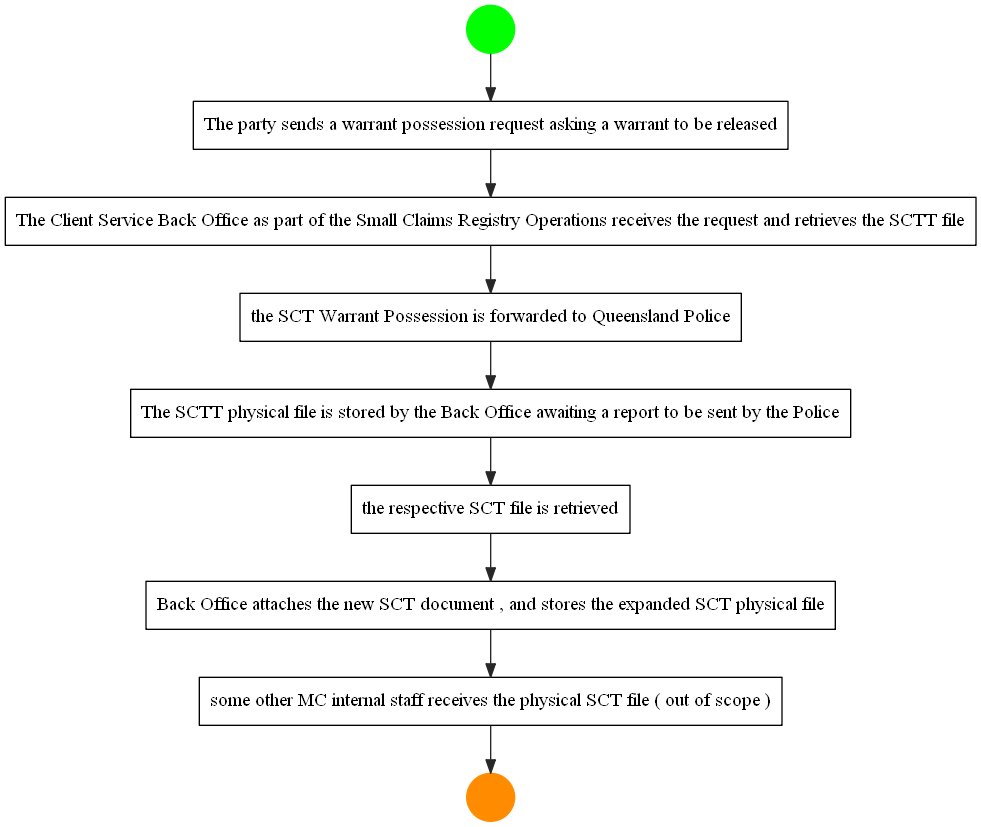 The party sends a warrant possession request asking a warrant to be released
The Client Service Back Office as part of the Small Claims Registry Operations receives the request and retrieves the SCTT file
the SCT Warrant Possession is forwarded to Queensland Police
The SCTT physical file is stored by the Back Office awaiting a report to be sent by the Police
the respective SCT file is retrieved
Back Office attaches the new SCT document , and stores the expanded SCT physical file
some other MC internal staff receives the physical SCT file ( out of scope )